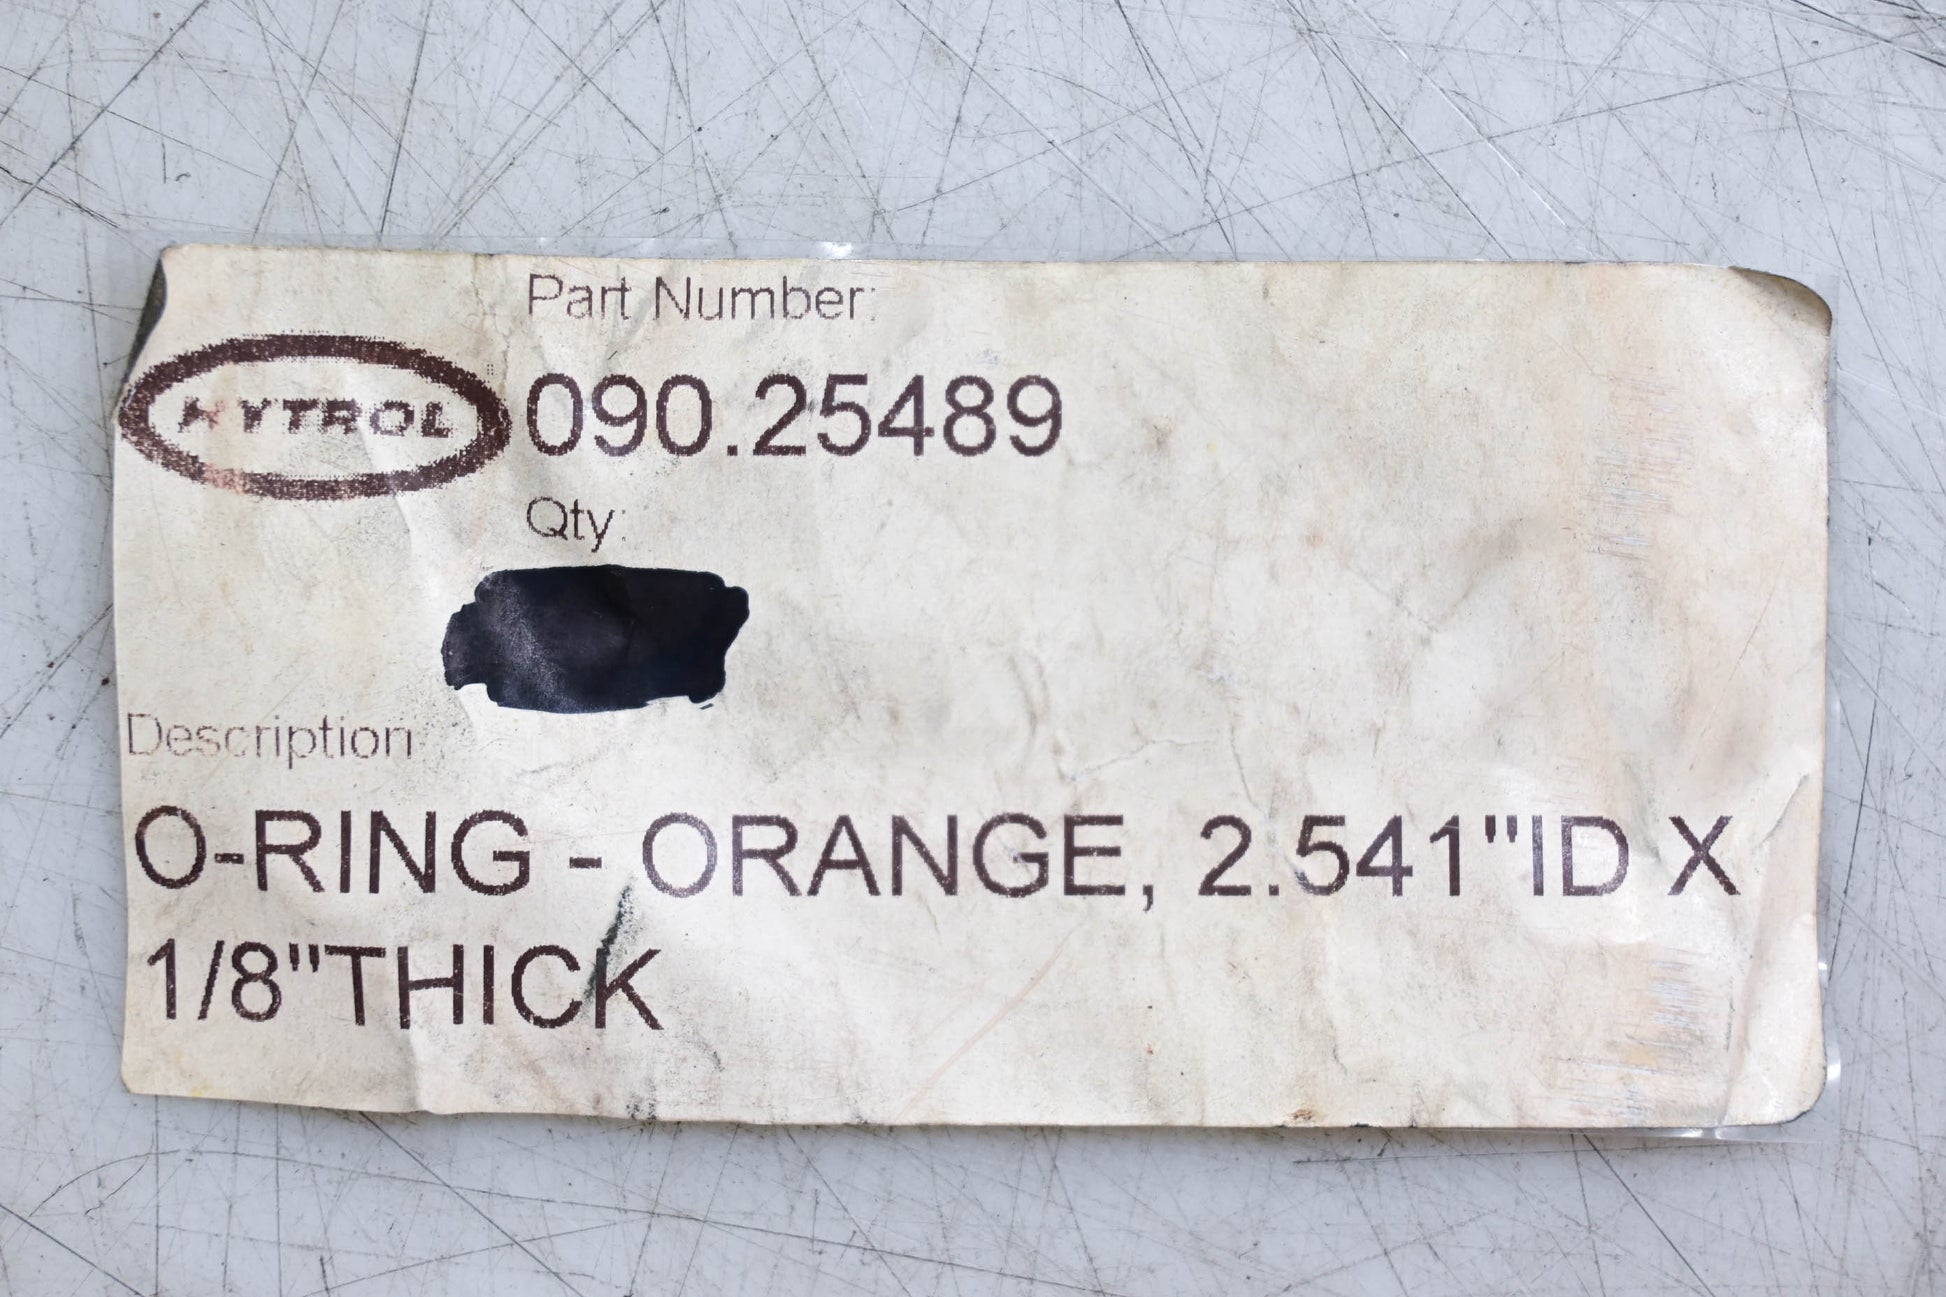 HYTROL
Part Number:
090.25489
Qty:
Description
O-RING - ORANGE, 2.541"ID X
1/8"THICK